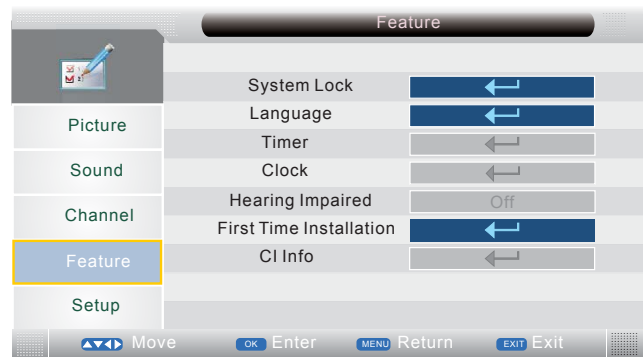 Feature
System Lock
Language
Timer
Clock
Hearing Impaired Off
First Time Installation
CI Info
Picture
Sound
Channel
Feature
Setup
Move OK Enter MENU Return EXIT Exit